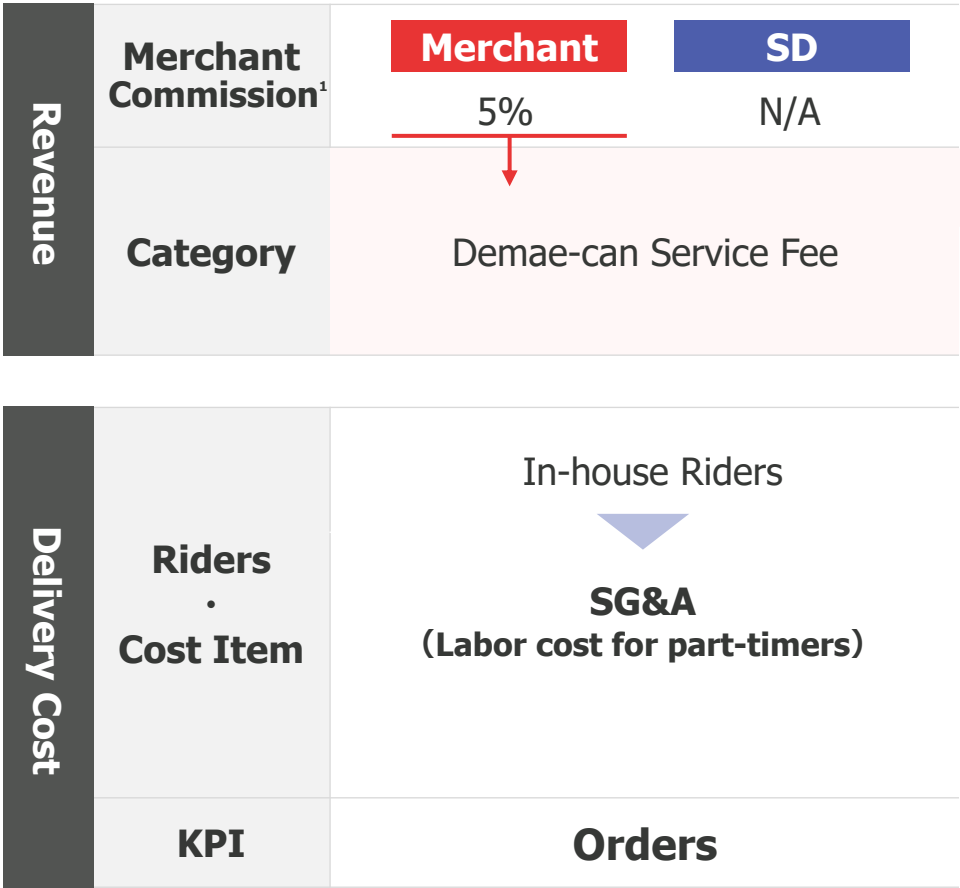 Revenue
Merchant
Commission¹
Merchant
SD
5%
N/A
Category
Demae-can Service Fee
Delivery Cost
Riders
・
Cost Item
In-house Riders
SG&A
（Labor cost for part-timers）
KPI
Orders